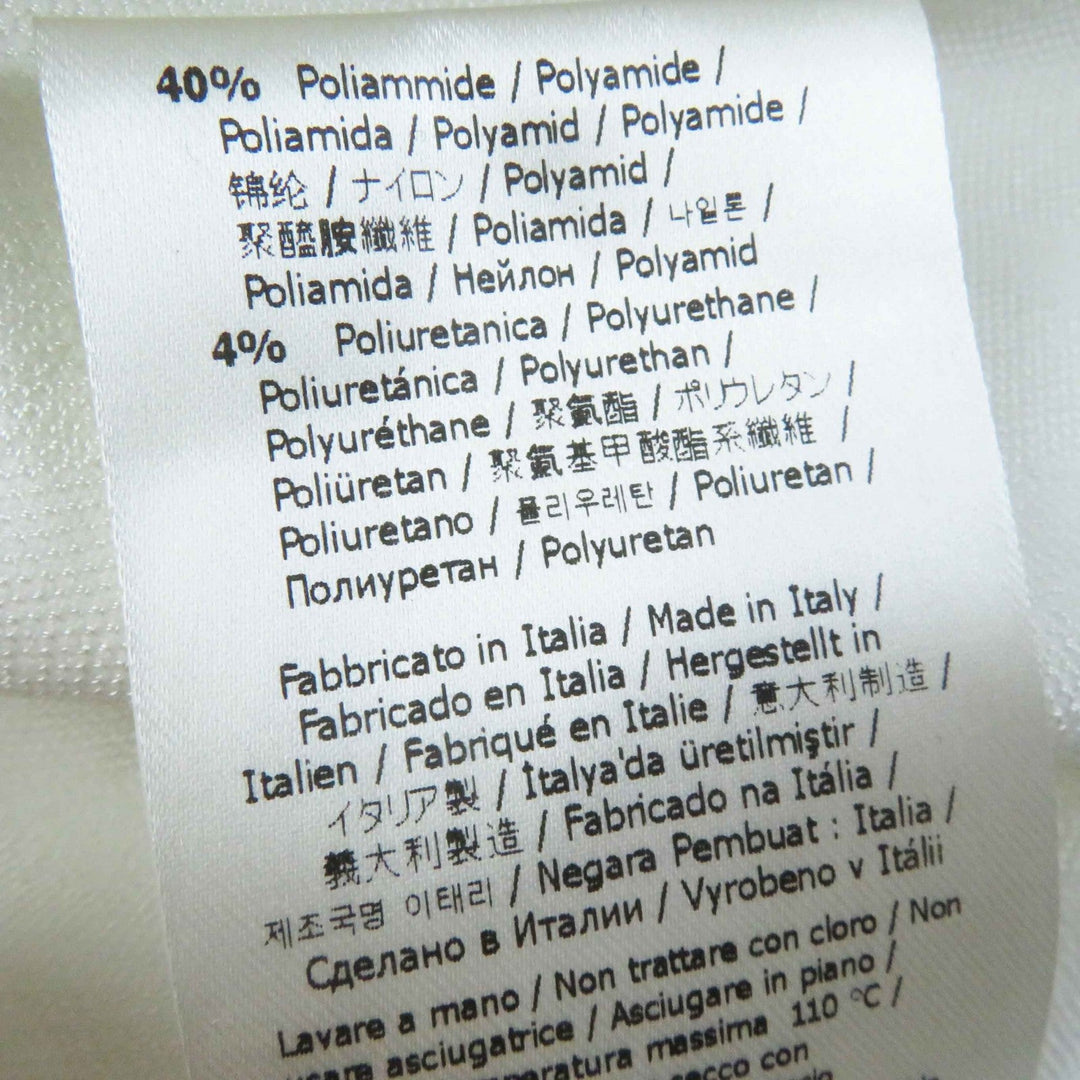 40% Poliammide / Polyamide /
Poliamida / Polyamid / Polyamide /
锦纶 / ナイロン / Polyamid /
聚醯胺纖維 / Poliamida / 나일론 /
Poliamida / Нейлон / Polyamid
4% Poliuretanica / Polyurethane /
Poliuretánica / Polyurethan /
Polyuréthane / 聚氨酯 / ポリウレタン /
Poliüretan / 聚氨基甲酸酯系纖維 /
Poliuretano / 폴리우레탄 / Poliuretan /
Полиуретан / Polyuretan
Fabbricato in Italia / Made in Italy /
Fabricado en Italia / Hergestellt in
Italien / Fabriqué en Italie / 意大利制造 /
イタリア製 / İtalya'da üretilmiştir /
義大利製造 / Fabricado na Itália /
제조국명 이태리 / Negara Pembuat : Italia /
Сделано в Италии / Vyrobeno v Itálii
Lavare a mano / Non trattare con cloro / Non
asciugatrice / Asciugare in piano /
massima 110 °C /
secco con